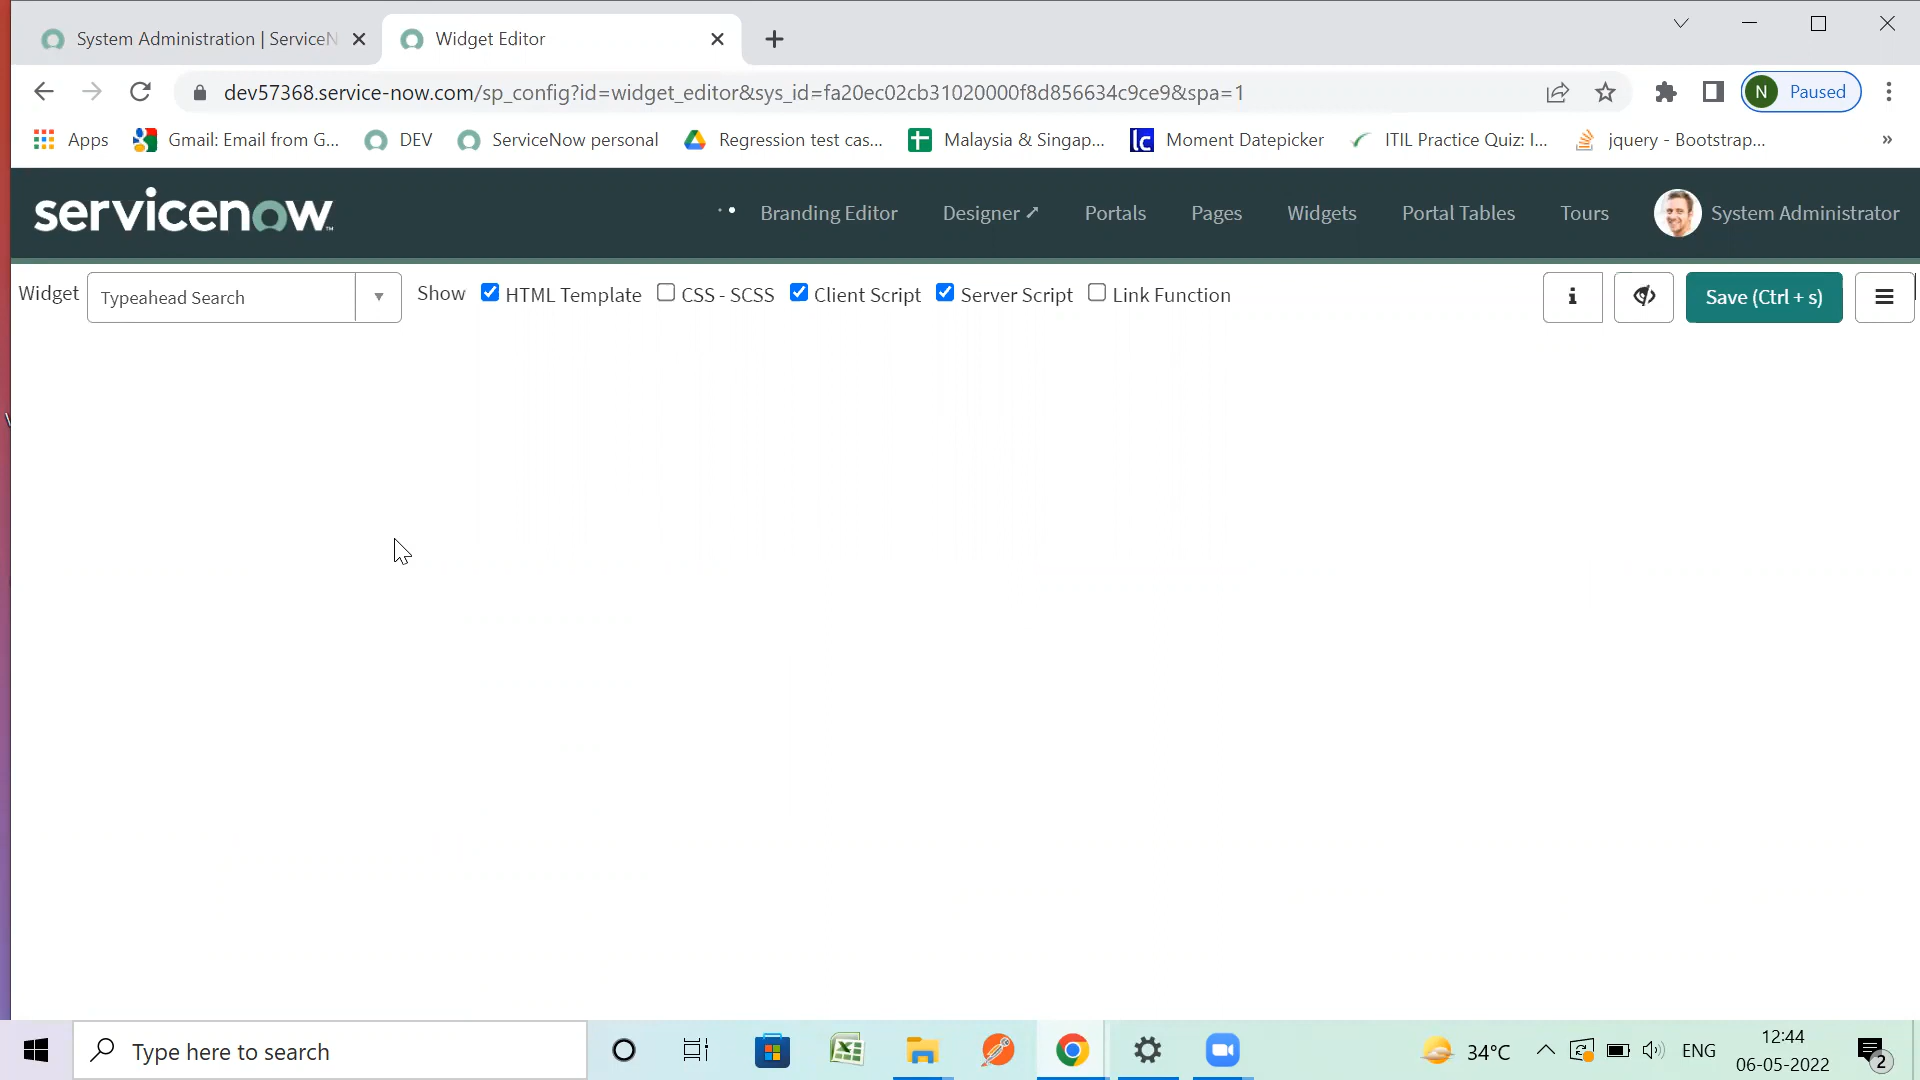 System Administration | ServiceN
Widget Editor
dev57368.service-now.com/sp_config?id=widget_editor&sys_id=fa20ec02cb31020000f8d856634c9ce9&spa=1
N Paused
Apps Gmail: Email from G... DEV ServiceNow personal Regression test cas... Malaysia & Singap... lc Moment Datepicker ITIL Practice Quiz: I... jquery - Bootstrap... »
servicenow™
Branding Editor Designer Portals Pages Widgets Portal Tables Tours System Administrator
Widget Typeahead Search Show HTML Template CSS - SCSS Client Script Server Script Link Function Save (Ctrl + s)
Type here to search
34°C ENG 12:44
06-05-2022 2